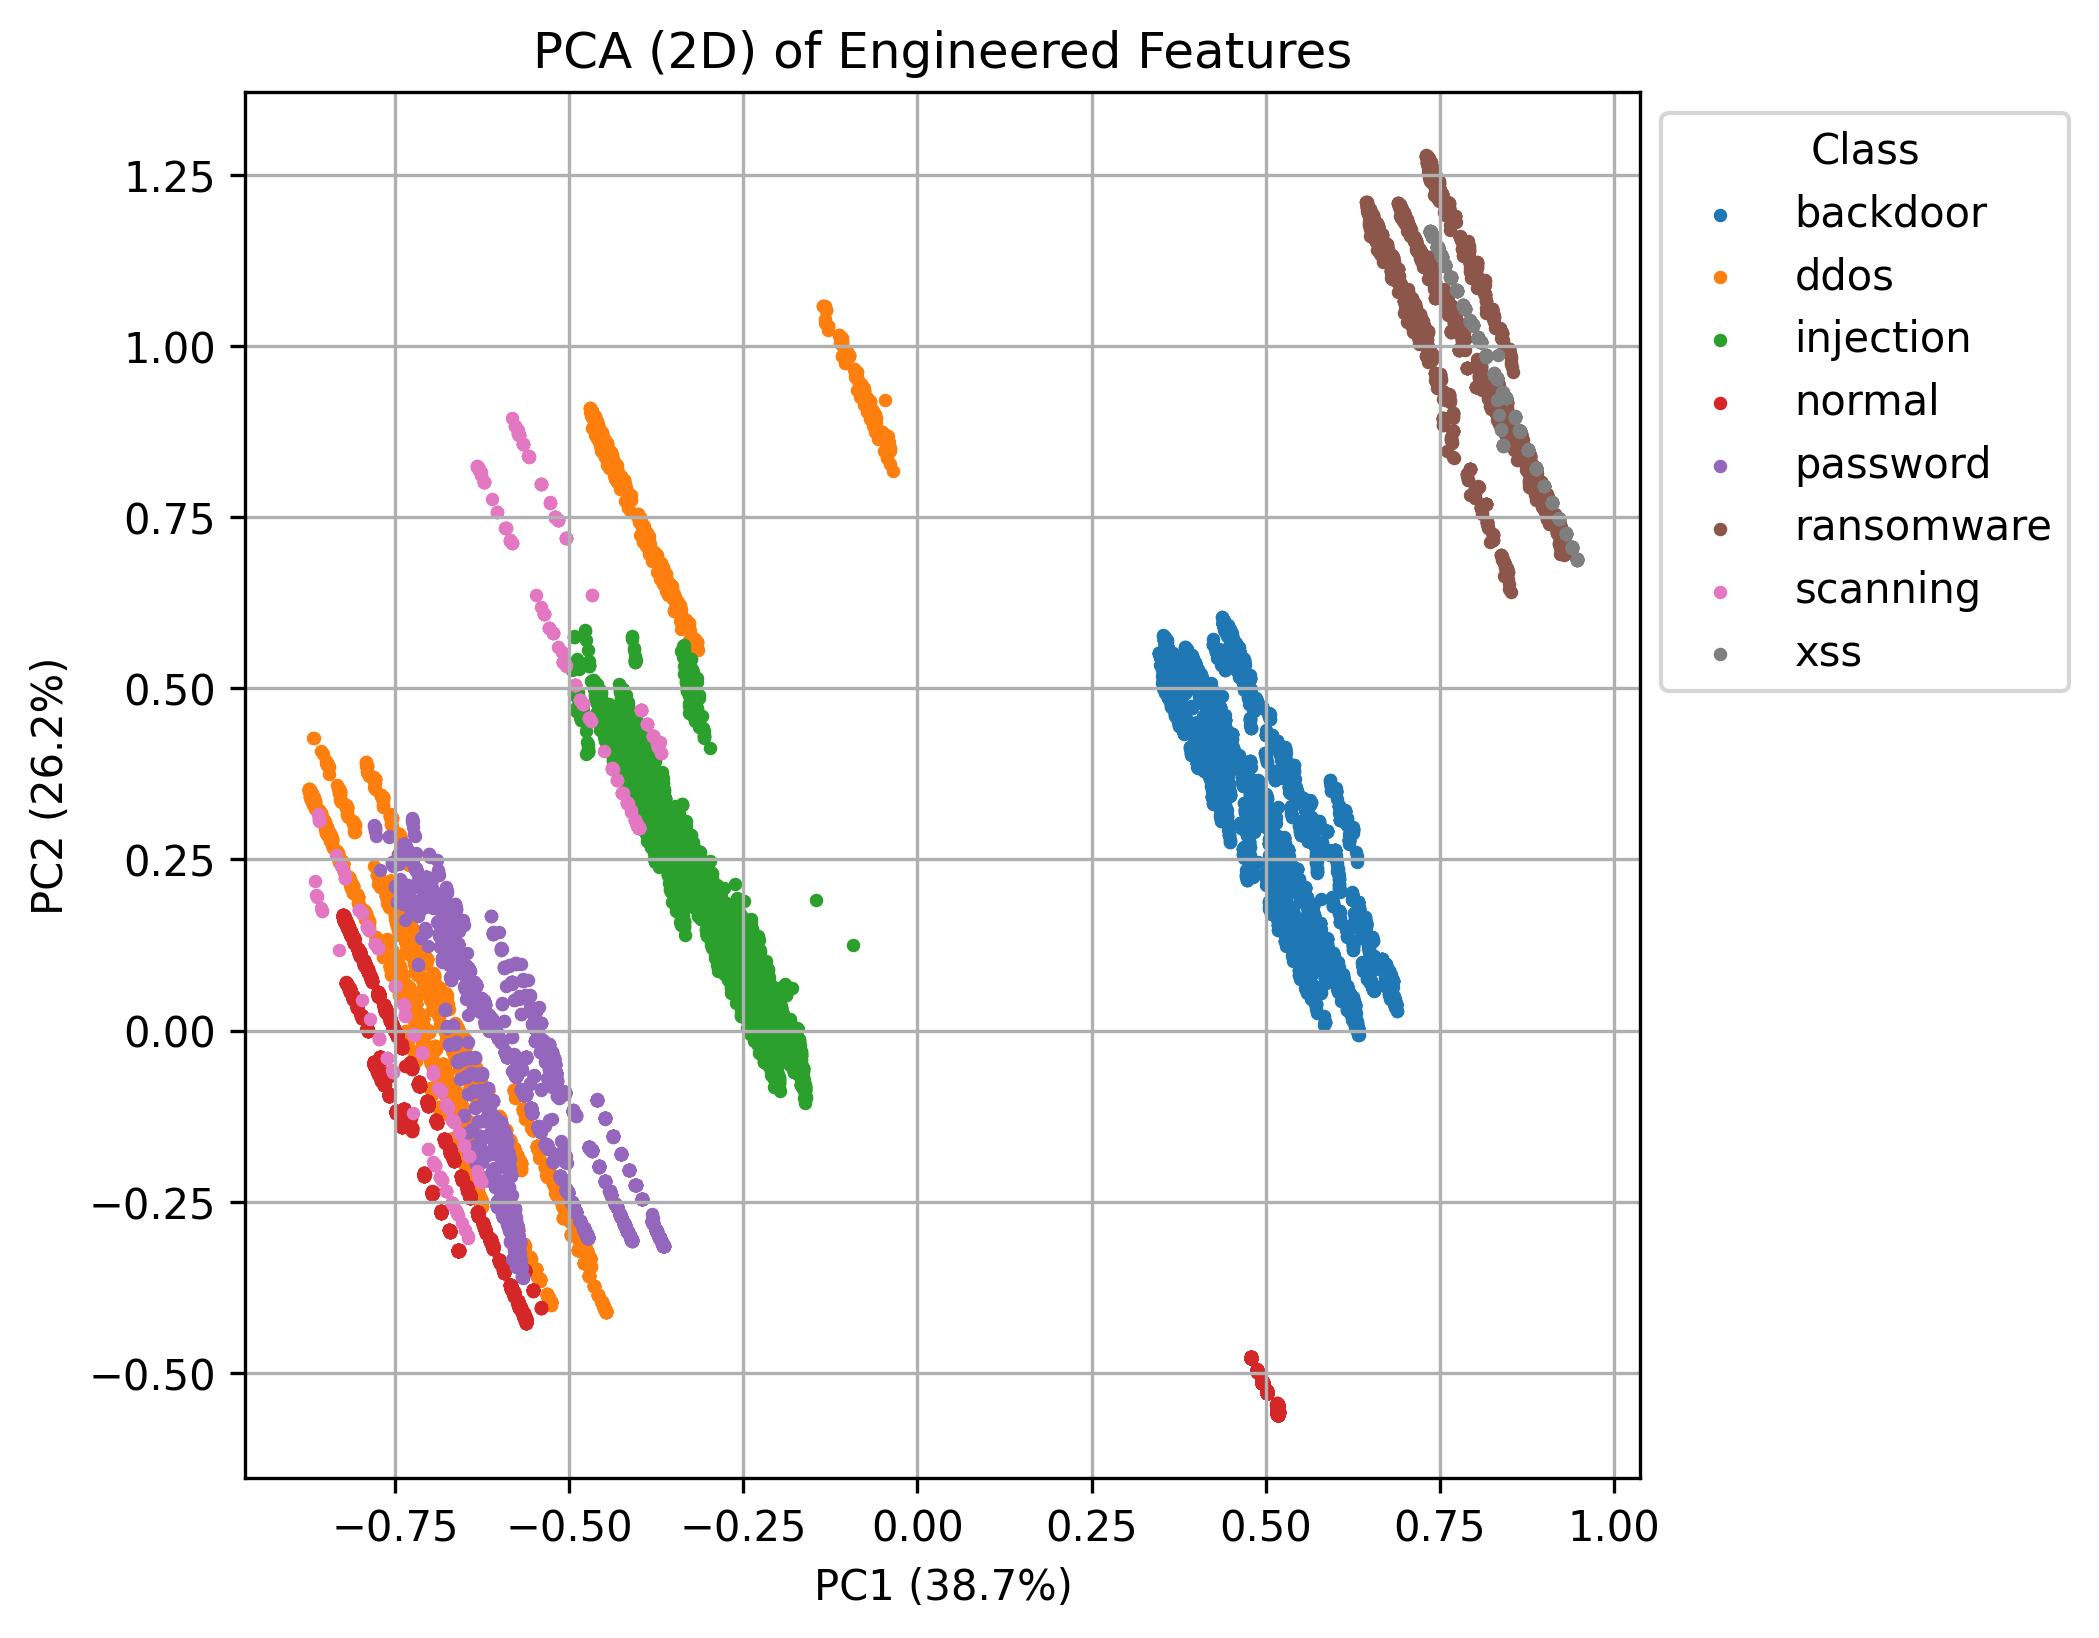 PCA (2D) of Engineered Features
PC2 (26.2%)
1.25
1.00
0.75
0.50
0.25
0.00
−0.25
−0.50
−0.75
−0.50
−0.25
0.00
0.25
0.50
0.75
1.00
PC1 (38.7%)
Class
backdoor
ddos
injection
normal
password
ransomware
scanning
xss